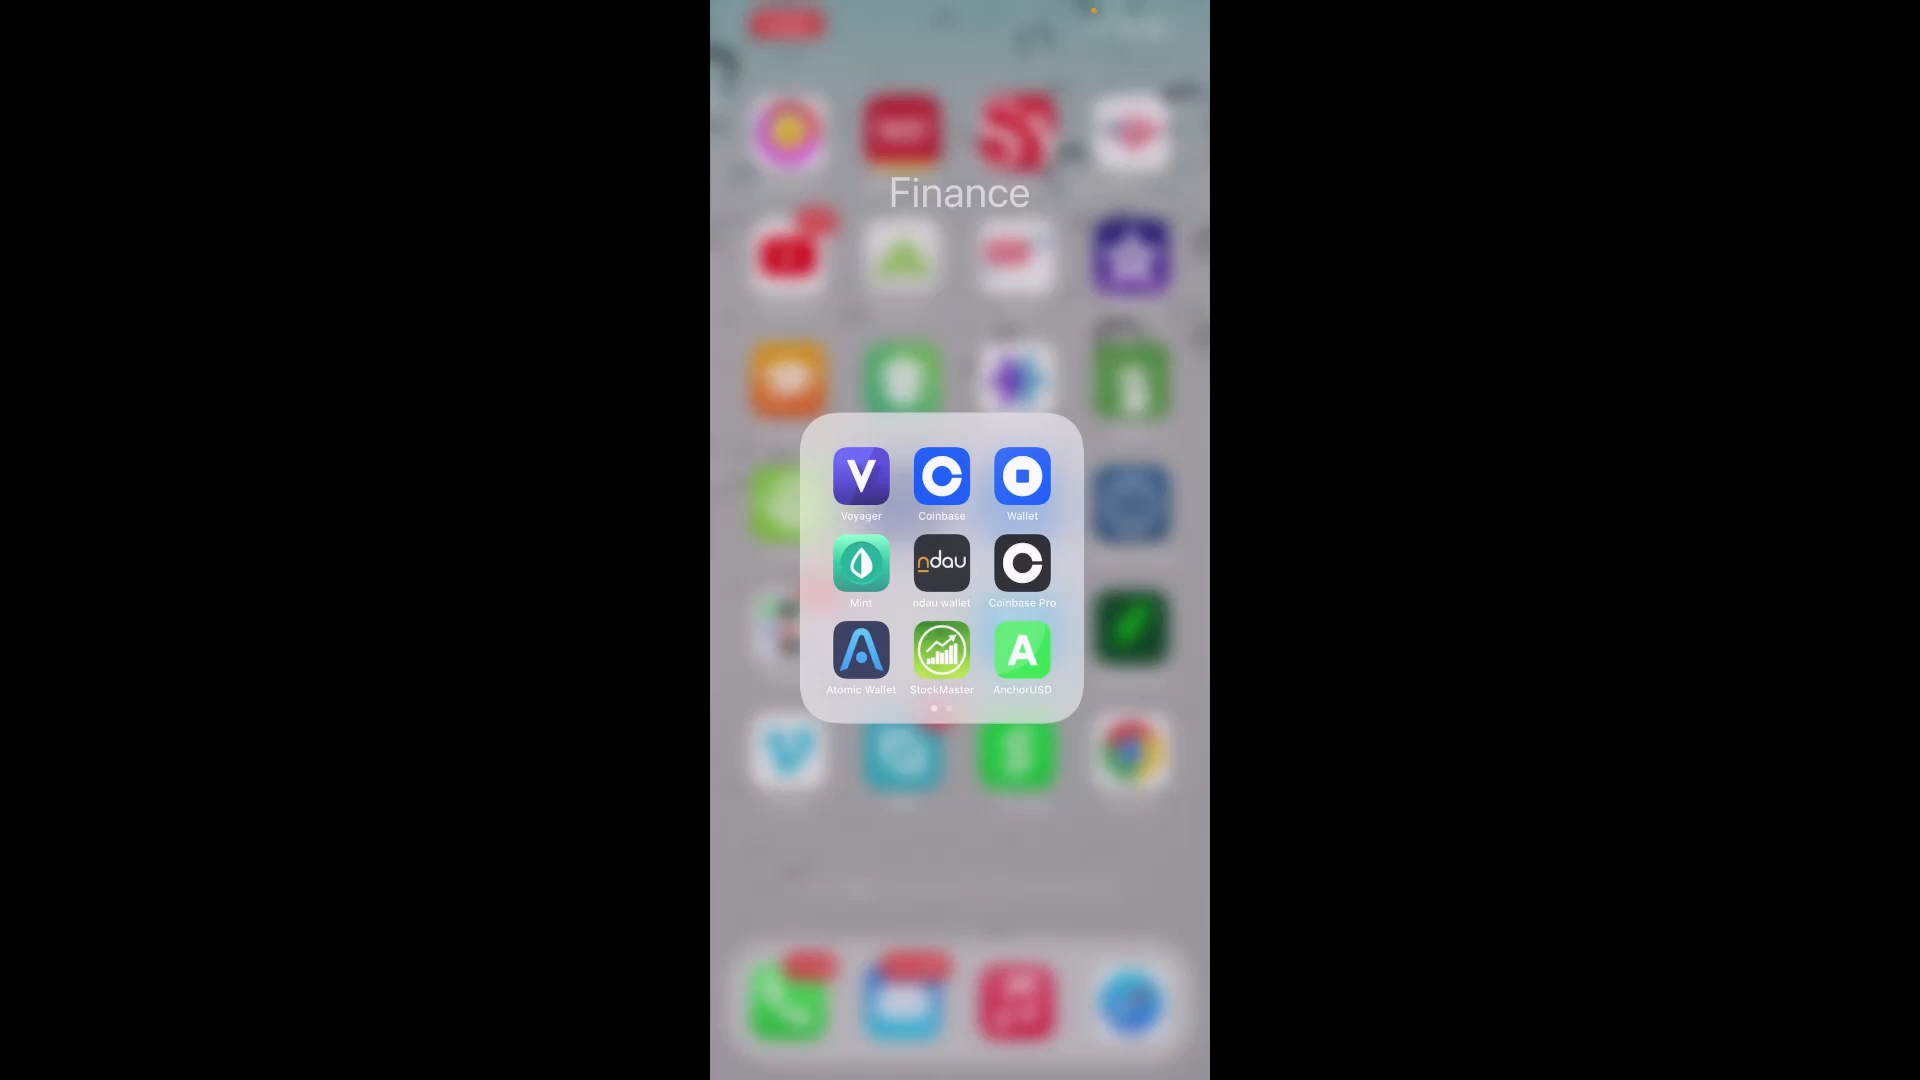 Finance
Voyager
Coinbase
Wallet
ndau
Mint
ndau wallet
Coinbase Pro
Atomic Wallet
StockMaster
AnchorUSD